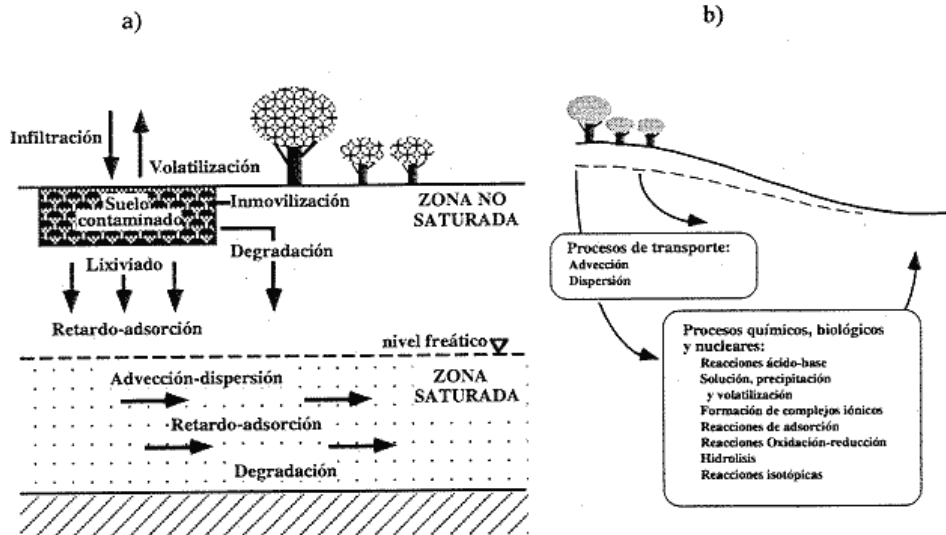 a)
Infiltración
Volatilización
Suelo
contaminado
Inmovilización
ZONA NO
SATURADA
Degradación
Lixiviado
Retardo-adsorción
nivel freático
Advección-dispersión
ZONA
SATURADA
Retardo-adsorción
Degradación
b)
Procesos de transporte:
Advección
Dispersión
Procesos químicos, biológicos
y nucleares:
Reacciones ácido-base
Solución, precipitación
y volatilización
Formación de complejos iónicos
Reacciones de adsorción
Reacciones Oxidación-reducción
Hidrolisis
Reacciones isotópicas